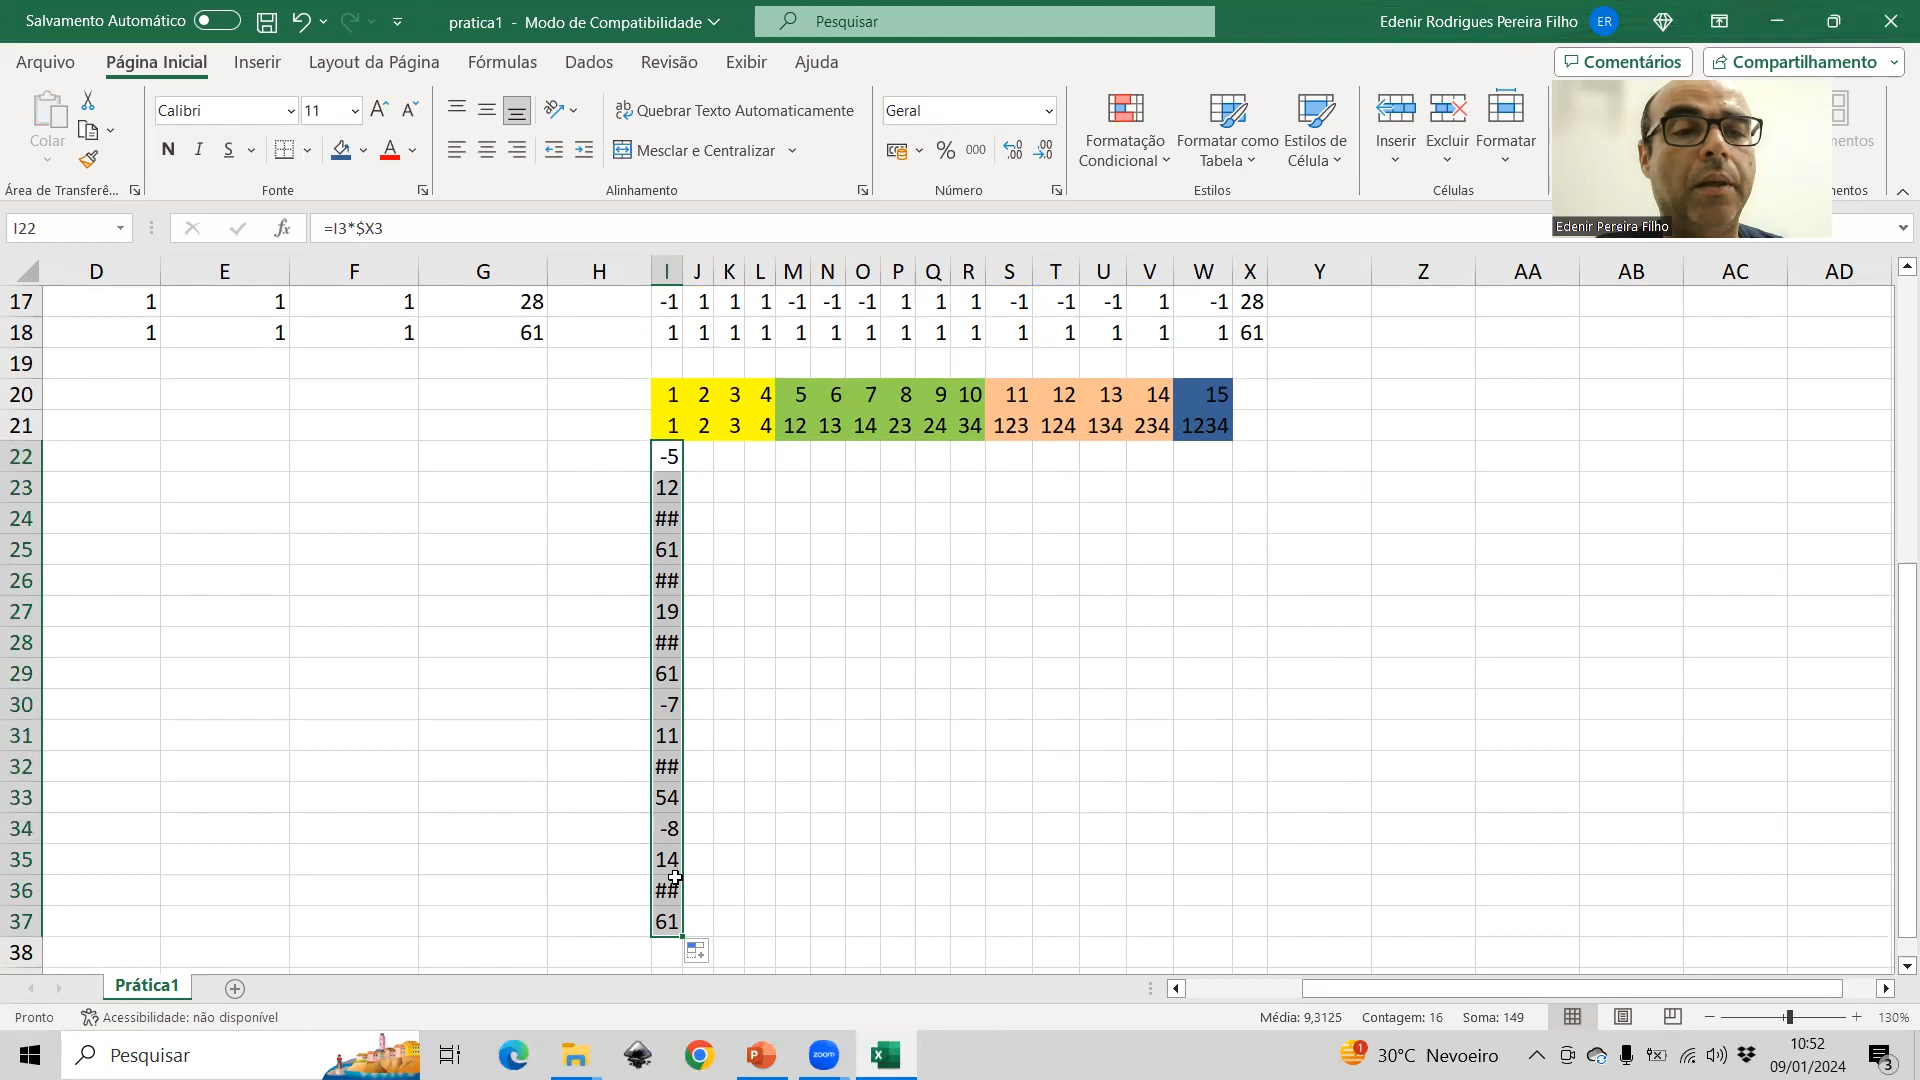 Salvamento Automático
pratica1 - Modo de Compatibilidade
Pesquisar
Edenir Rodrigues Pereira Filho ER
Arquivo Página Inicial Inserir Layout da Página Fórmulas Dados Revisão Exibir Ajuda
Comentários Compartilhamento
Colar
Calibri 11
Quebrar Texto Automaticamente
Geral
N I S
Mesclar e Centralizar
% 000
Formatação Condicional
Formatar como Tabela
Estilos de Célula
Inserir Excluir Formatar
Área de Transferê... Fonte Alinhamento Número Estilos Células
Edenir Pereira Filho
I22 fx =I3*$X3
D E F G H I J K L M N O P Q R S T U V W X Y Z AA AB AC AD
17 1 1 1 28 -1 1 1 1 -1 -1 -1 1 1 1 -1 -1 -1 1 -1 28
18 1 1 1 61 1 1 1 1 1 1 1 1 1 1 1 1 1 1 1 61
19
20 1 2 3 4 5 6 7 8 9 10 11 12 13 14 15
21 1 2 3 4 12 13 14 23 24 34 123 124 134 234 1234
22 -5
23 12
24 ##
25 61
26 ##
27 19
28 ##
29 61
30 -7
31 11
32 ##
33 54
34 -8
35 14
36 ##
37 61
38
Prática1
Pronto Acessibilidade: não disponível Média: 9,3125 Contagem: 16 Soma: 149 130%
Pesquisar
zoom
30°C Nevoeiro
10:52
09/01/2024
3